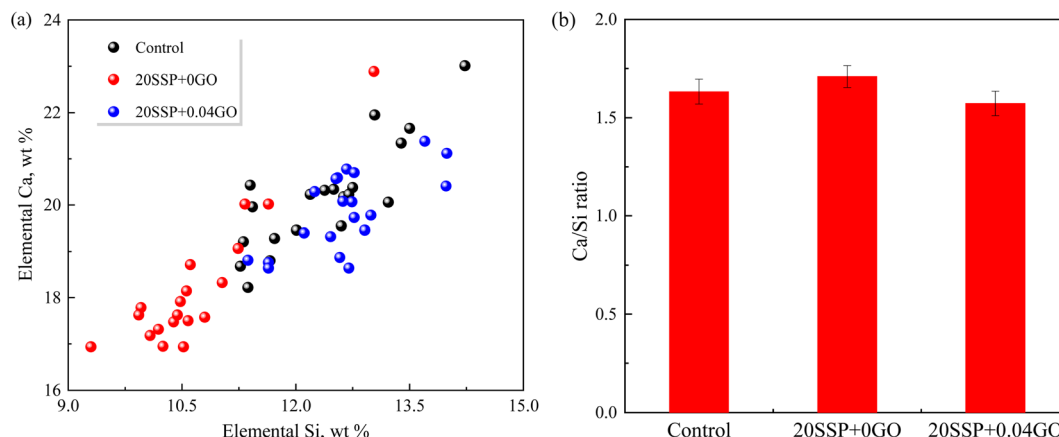 (a)
24
22
20
18
16
Elemental Ca, wt %
Control
20SSP+0GO
20SSP+0.04GO
9.0 10.5 12.0 13.5 15.0
Elemental Si, wt %
(b)
2.0
1.5
1.0
0.5
0.0
Ca/Si ratio
Control 20SSP+0GO 20SSP+0.04GO